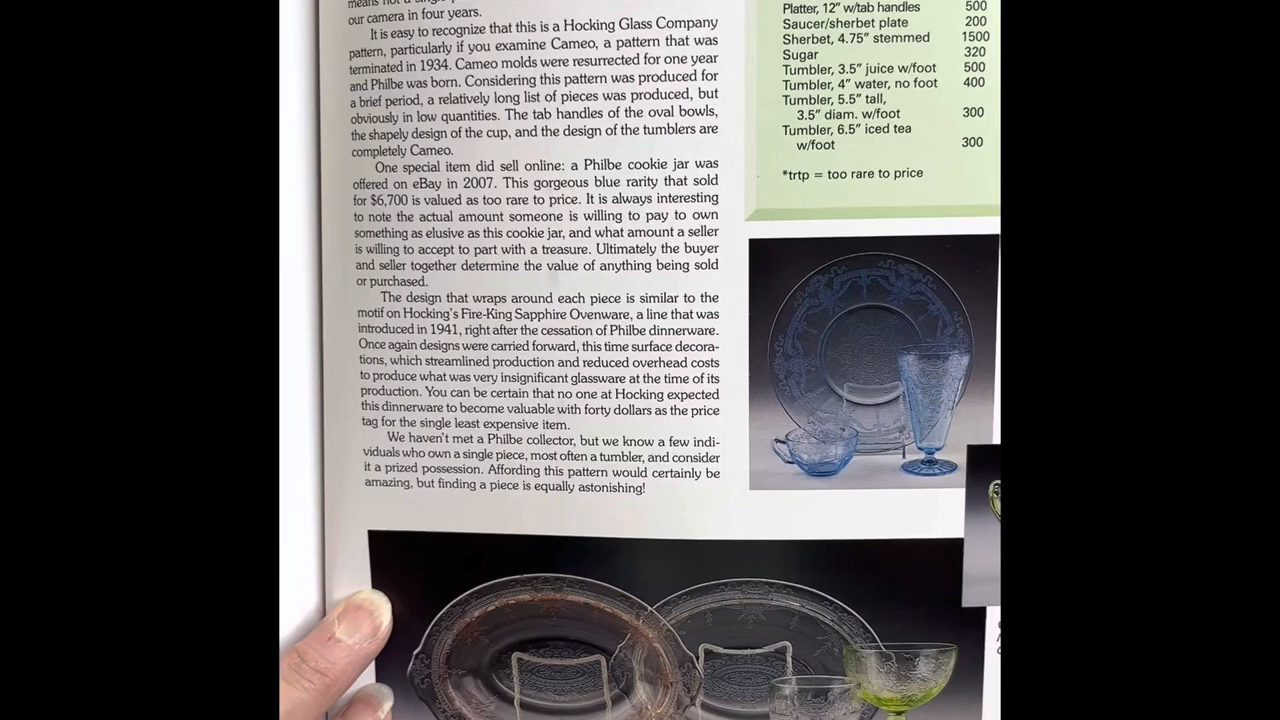 our camera in four years.
It is easy to recognize that this is a Hocking Glass Company
pattern, particularly if you examine Cameo, a pattern that was
terminated in 1934. Cameo molds were resurrected for one year
and Philbe was born. Considering this pattern was produced for
a brief period, a relatively long list of pieces was produced, but
obviously in low quantities. The tab handles of the oval bowls,
the shapely design of the cup, and the design of the tumblers are
completely Cameo.
One special item did sell online: a Philbe cookie jar was
offered on eBay in 2007. This gorgeous blue rarity that sold
for $6,700 is valued as too rare to price. It is always interesting
to note the actual amount someone is willing to pay to own
something as elusive as this cookie jar, and what amount a seller
is willing to accept to part with a treasure. Ultimately the buyer
and seller together determine the value of anything being sold
or purchased.
The design that wraps around each piece is similar to the
motif on Hocking's Fire-King Sapphire Ovenware, a line that was
introduced in 1941, right after the cessation of Philbe dinnerware.
Once again designs were carried forward, this time surface decora-
tions, which streamlined production and reduced overhead costs
to produce what was very insignificant glassware at the time of its
production. You can be certain that no one at Hocking expected
this dinnerware to become valuable with forty dollars as the price
tag for the single least expensive item.
We haven't met a Philbe collector, but we know a few indi-
viduals who own a single piece, most often a tumbler, and consider
it a prized possession. Affording this pattern would certainly be
amazing, but finding a piece is equally astonishing!
Platter, 12" w/tab handles 500
Saucer/sherbet plate 200
Sherbet, 4.75" stemmed 1500
Sugar 320
Tumbler, 3.5" juice w/foot 500
Tumbler, 4" water, no foot 400
Tumbler, 5.5" tall,
3.5" diam. w/foot 300
Tumbler, 6.5" iced tea
w/foot 300
*trtp = too rare to price